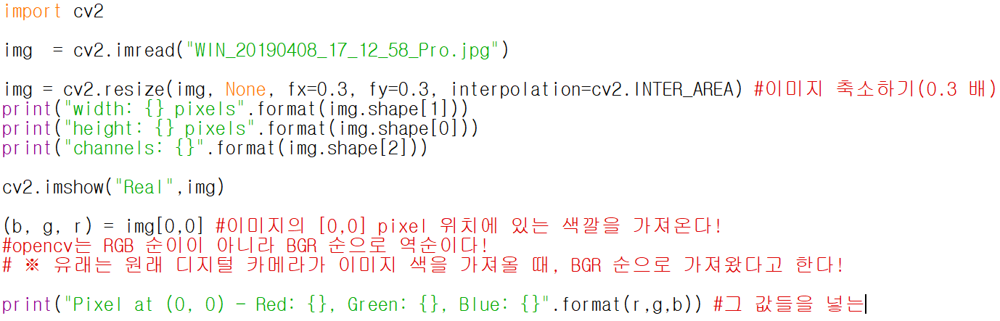 import cv2
img  = cv2.imread("WIN_20190408_17_12_58_Pro.jpg")
img = cv2.resize(img, None, fx=0.3, fy=0.3, interpolation=cv2.INTER_AREA) #이미지 축소하기(0.3 배)
print("width: {} pixels".format(img.shape[1]))
print("height: {} pixels".format(img.shape[0]))
print("channels: {}".format(img.shape[2]))
cv2.imshow("Real",img)
(b, g, r) = img[0,0] #이미지의 [0,0] pixel 위치에 있는 색깔을 가져온다!
#opencv는 RGB 순이이 아니라 BGR 순으로 역순이다!
# ※ 유래는 원래 디지털 카메라가 이미지 색을 가져올 때, BGR 순으로 가져왔다고 한다!
print("Pixel at (0, 0) - Red: {}, Green: {}, Blue: {}".format(r,g,b)) #그 값들을 넣는